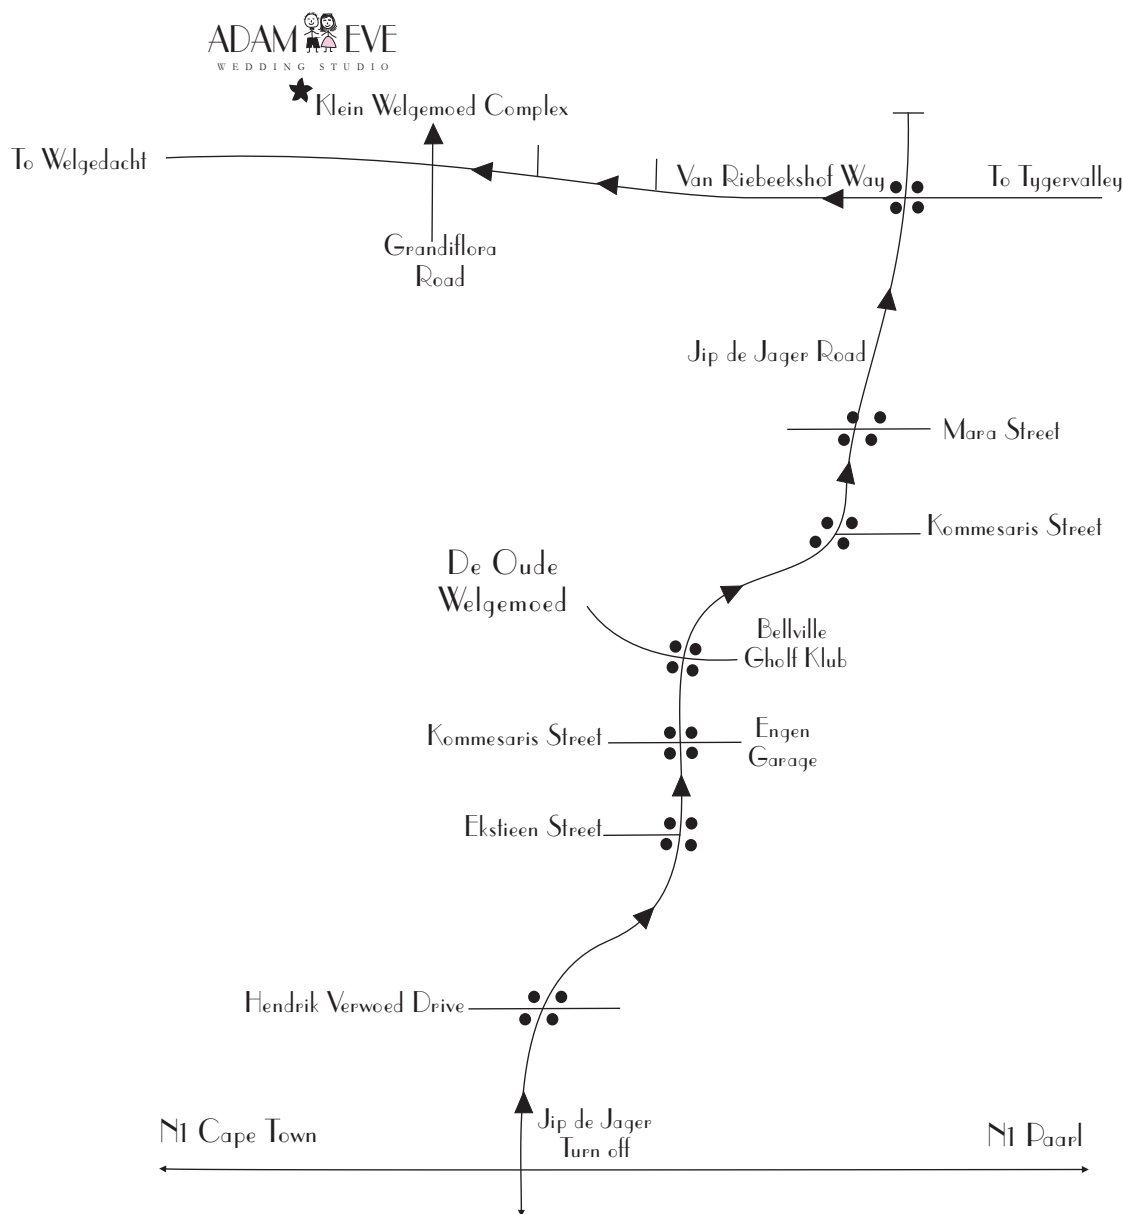 ADAM EVE
WEDDING STUDIO
Klein Welgemoed Complex
To Welgedacht
Van Riebeekshof Way
To Tygervalley
Grandiflora
Road
Jip de Jager Road
Mara Street
Kommesaris Street
De Oude
Welgemoed
Bellville
Gholf Klub
Kommesaris Street
Engen
Garage
Ekstieen Street
Hendrik Verwoed Drive
Jip de Jager
Turn off
N1 Cape Town
N1 Paarl